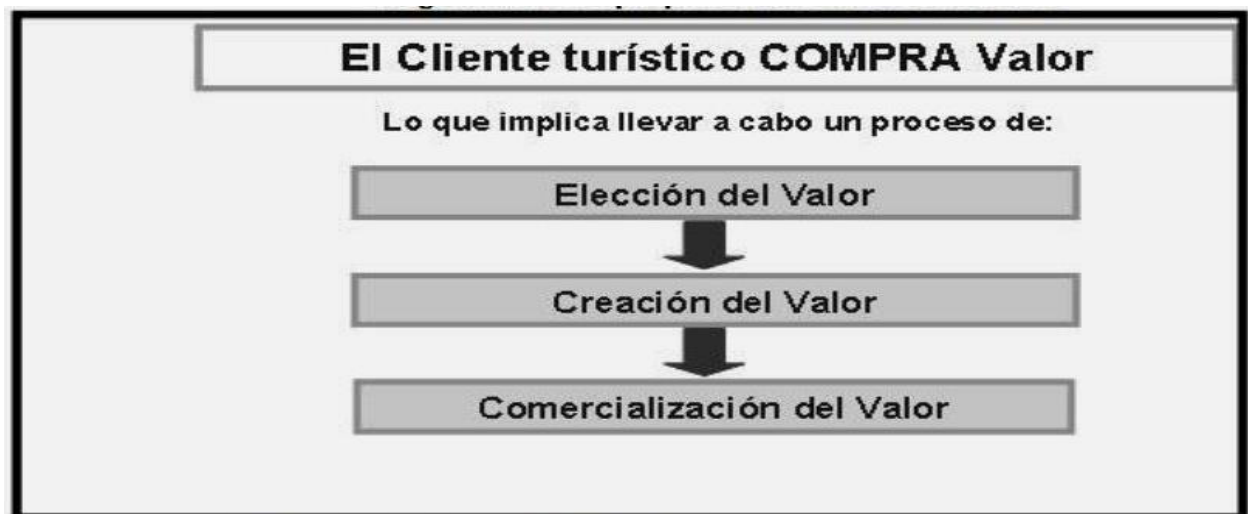 El Cliente turístico COMPRA Valor
Lo que implica llevar a cabo un proceso de:
Elección del Valor
Creación del Valor
Comercialización del Valor